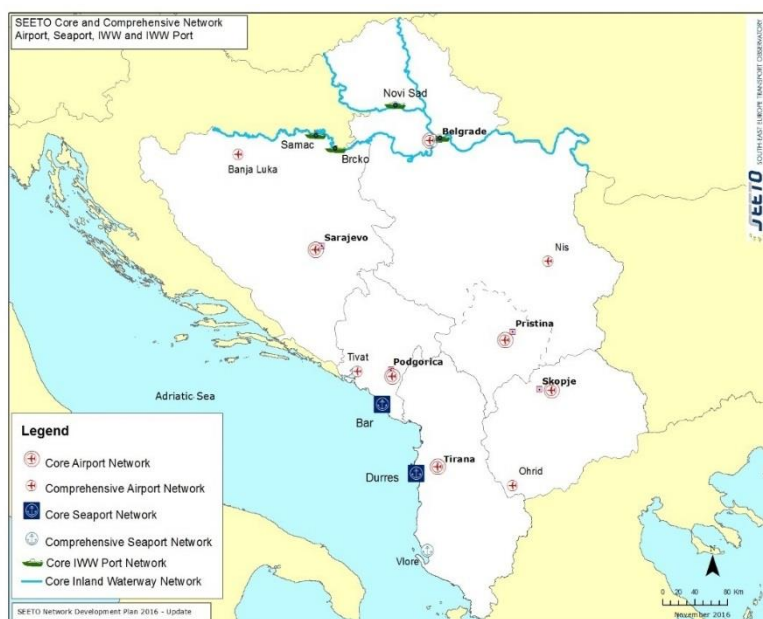 SEETO Core and Comprehensive Network
Airport, Seaport, IWW and IWW Port
SEETO
SOUTH-EAST EUROPE TRANSPORT OBSERVATORY
Novi Sad
Belgrade
Samac
Brcko
Banja Luka
Sarajevo
Nis
Pristina
Tivat
Podgorica
Skopje
Adriatic Sea
Bar
Tirana
Durres
Ohrid
Vlore
Legend
Core Airport Network
Comprehensive Airport Network
Core Seaport Network
Comprehensive Seaport Network
Core IWW Port Network
Core Inland Waterway Network
N
0 20 40 60 80 Km
November 2016
SEETO Network Development Plan 2016 - Update